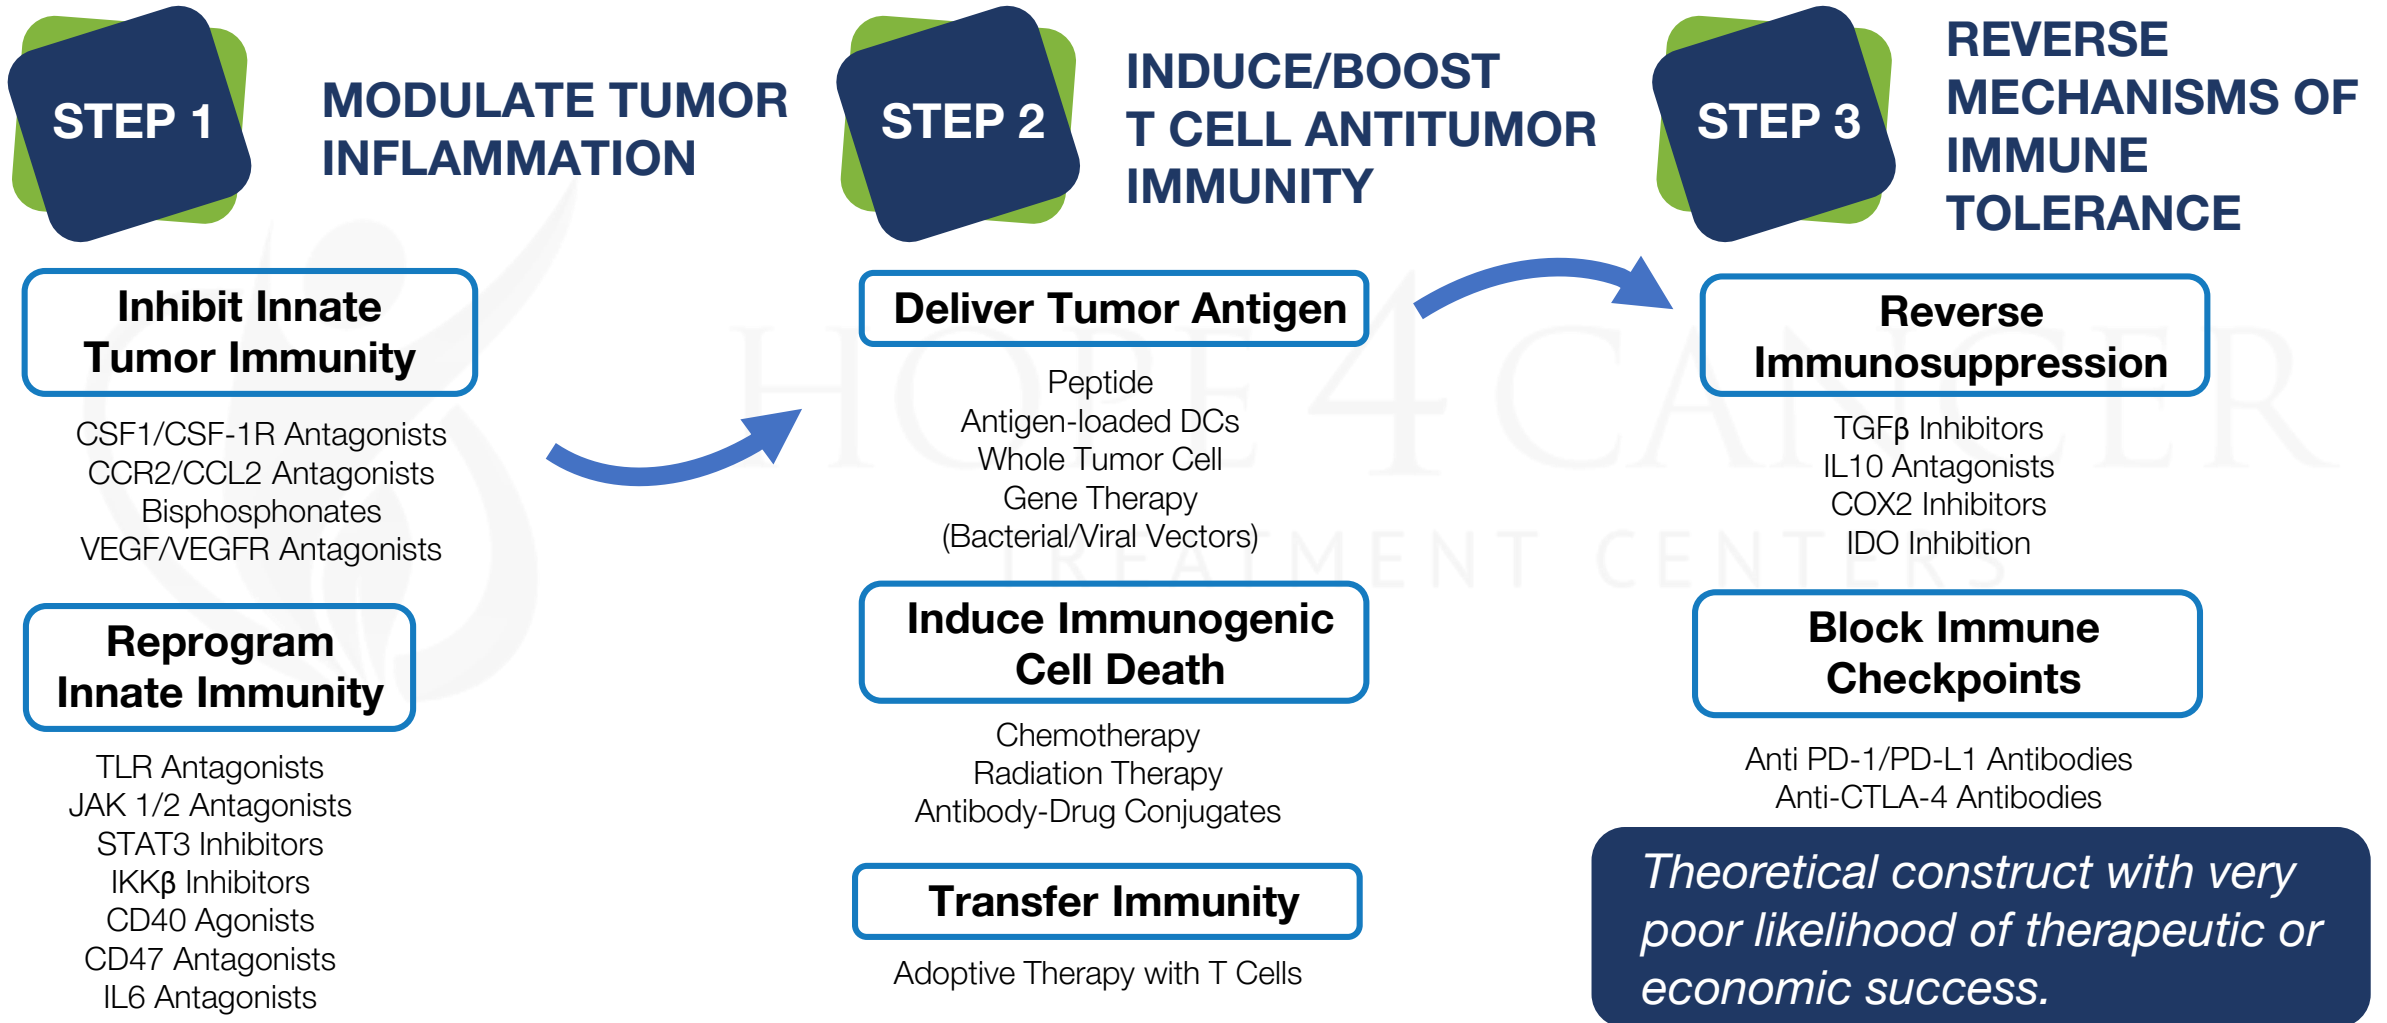 STEP 1
MODULATE TUMOR
INFLAMMATION
Inhibit Innate
Tumor Immunity
CSF1/CSF-1R Antagonists
CCR2/CCL2 Antagonists
Bisphosphonates
VEGF/VEGFR Antagonists
Reprogram
Innate Immunity
TLR Antagonists
JAK 1/2 Antagonists
STAT3 Inhibitors
IKKβ Inhibitors
CD40 Agonists
CD47 Antagonists
IL6 Antagonists
STEP 2
INDUCE/BOOST
T CELL ANTITUMOR
IMMUNITY
Deliver Tumor Antigen
Peptide
Antigen-loaded DCs
Whole Tumor Cell
Gene Therapy
(Bacterial/Viral Vectors)
Induce Immunogenic
Cell Death
Chemotherapy
Radiation Therapy
Antibody-Drug Conjugates
Transfer Immunity
Adoptive Therapy with T Cells
STEP 3
REVERSE
MECHANISMS OF
IMMUNE
TOLERANCE
Reverse
Immunosuppression
TGFβ Inhibitors
IL10 Antagonists
COX2 Inhibitors
IDO Inhibition
Block Immune
Checkpoints
Anti PD-1/PD-L1 Antibodies
Anti-CTLA-4 Antibodies
Theoretical construct with very
poor likelihood of therapeutic or
economic success.
HOPE 4 CANCER
TREATMENT CENTERS